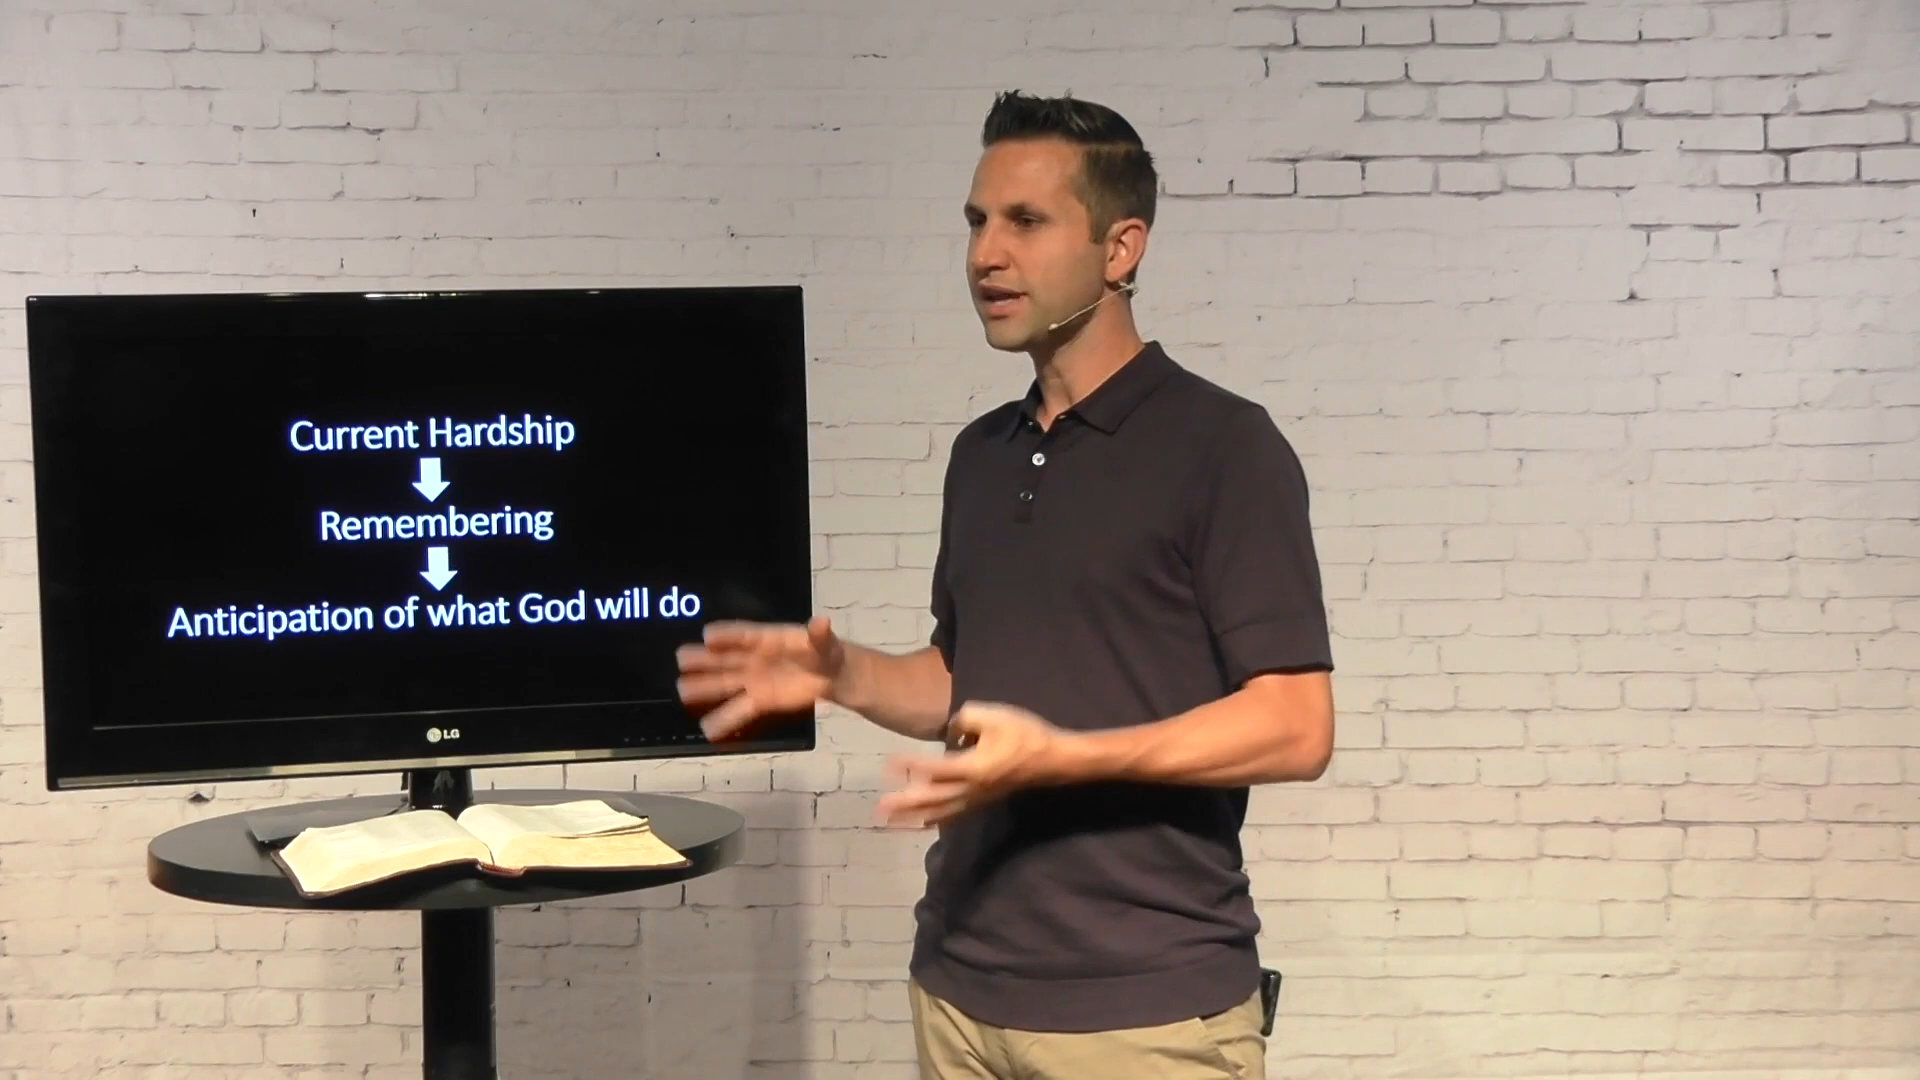 Current Hardship
Remembering
Anticipation of what God will do
LG